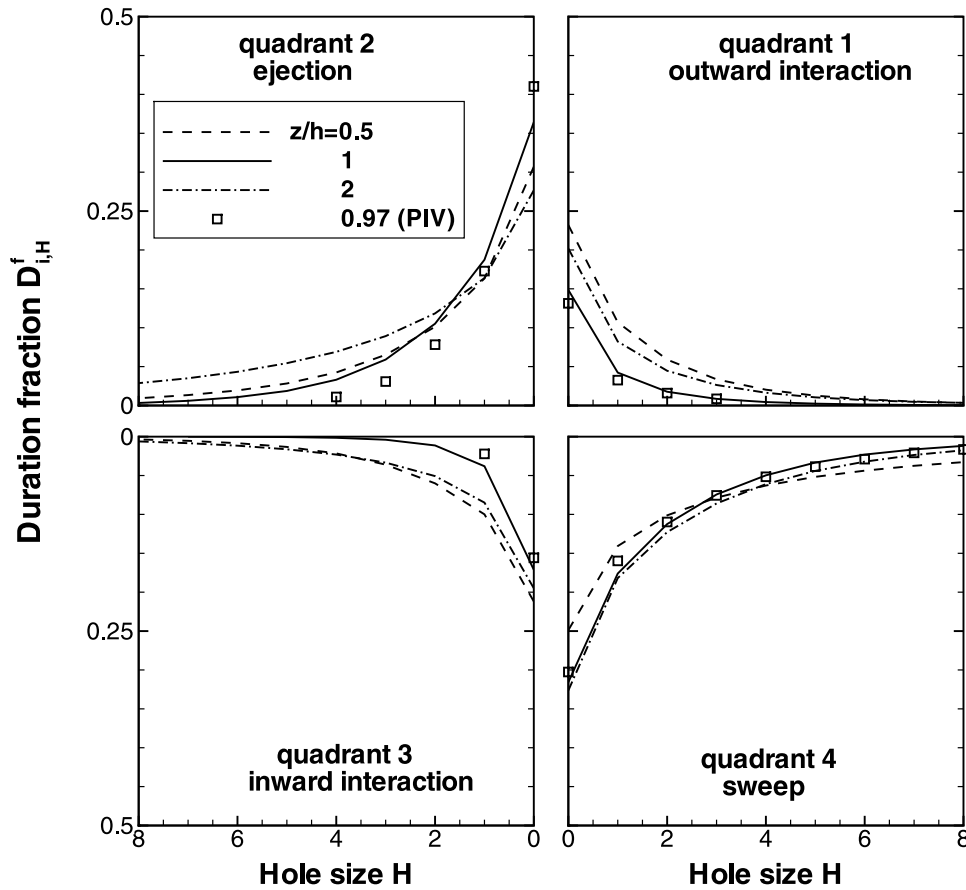 0.5
quadrant 2
ejection
quadrant 1
outward interaction
z/h=0.5
1
2
0.97 (PIV)
0.25
0
Duration fraction D^f_{i,H}
0
0.25
0.5
quadrant 3
inward interaction
quadrant 4
sweep
8 6 4 2 0
0 2 4 6 8
Hole size H
Hole size H